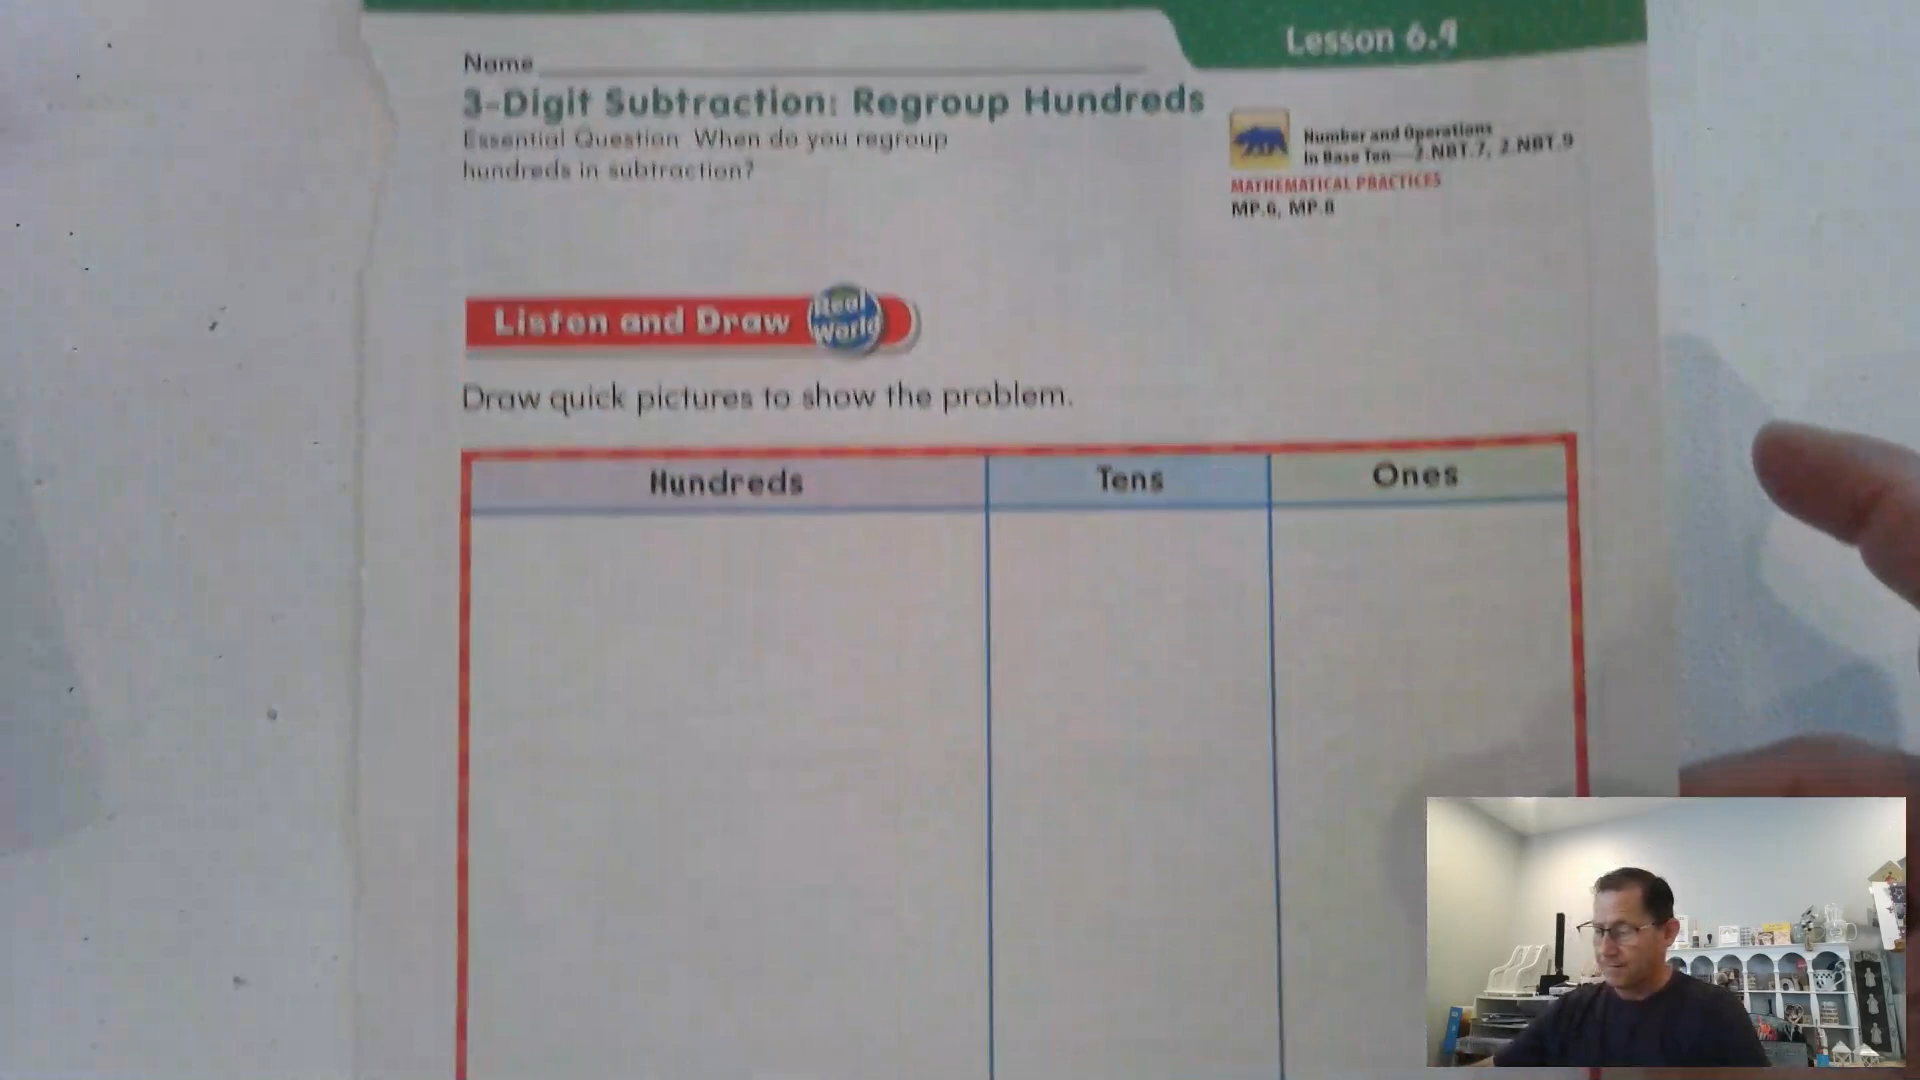 Lesson 6.9
Name
3-Digit Subtraction: Regroup Hundreds
Essential Question When do you regroup
hundreds in subtraction?
Number and Operations
In Base Ten—2.NBT.7, 2.NBT.9
MATHEMATICAL PRACTICES
MP.6, MP.8
Listen and Draw
Real
World
Draw quick pictures to show the problem.
Hundreds Tens Ones